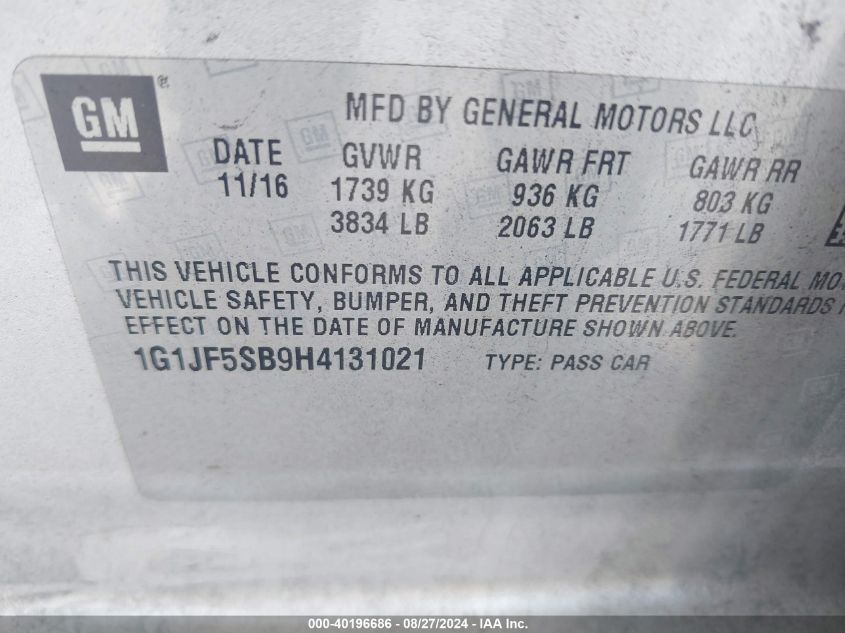 GM ®
MFD BY GENERAL MOTORS LLC
DATE GVWR GAWR FRT GAWR RR
11/16 1739 KG 936 KG 803 KG
3834 LB 2063 LB 1771 LB
THIS VEHICLE CONFORMS TO ALL APPLICABLE U.S. FEDERAL MO
VEHICLE SAFETY, BUMPER, AND THEFT PREVENTION STANDARDS
EFFECT ON THE DATE OF MANUFACTURE SHOWN ABOVE.
1G1JF5SB9H4131021 TYPE: PASS CAR
000-40196686 - 08/27/2024 - IAA Inc.